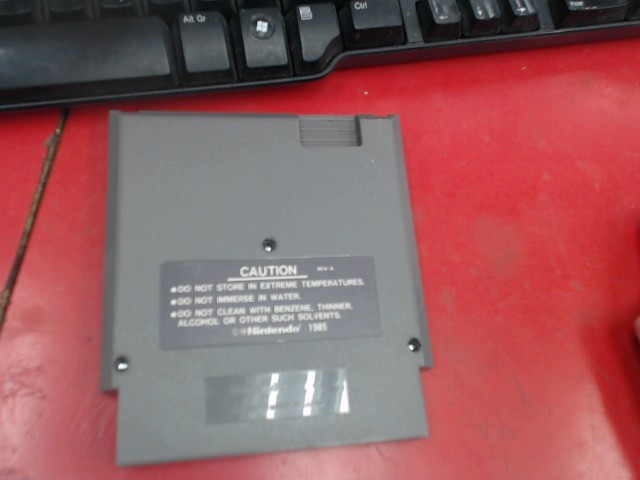 Alt Gr
Ctrl
CAUTION
REV-A
●DO NOT STORE IN EXTREME TEMPERATURES.
●DO NOT IMMERSE IN WATER.
●DO NOT CLEAN WITH BENZENE, THINNER,
ALCOHOL OR OTHER SUCH SOLVENTS.
Nintendo 1985